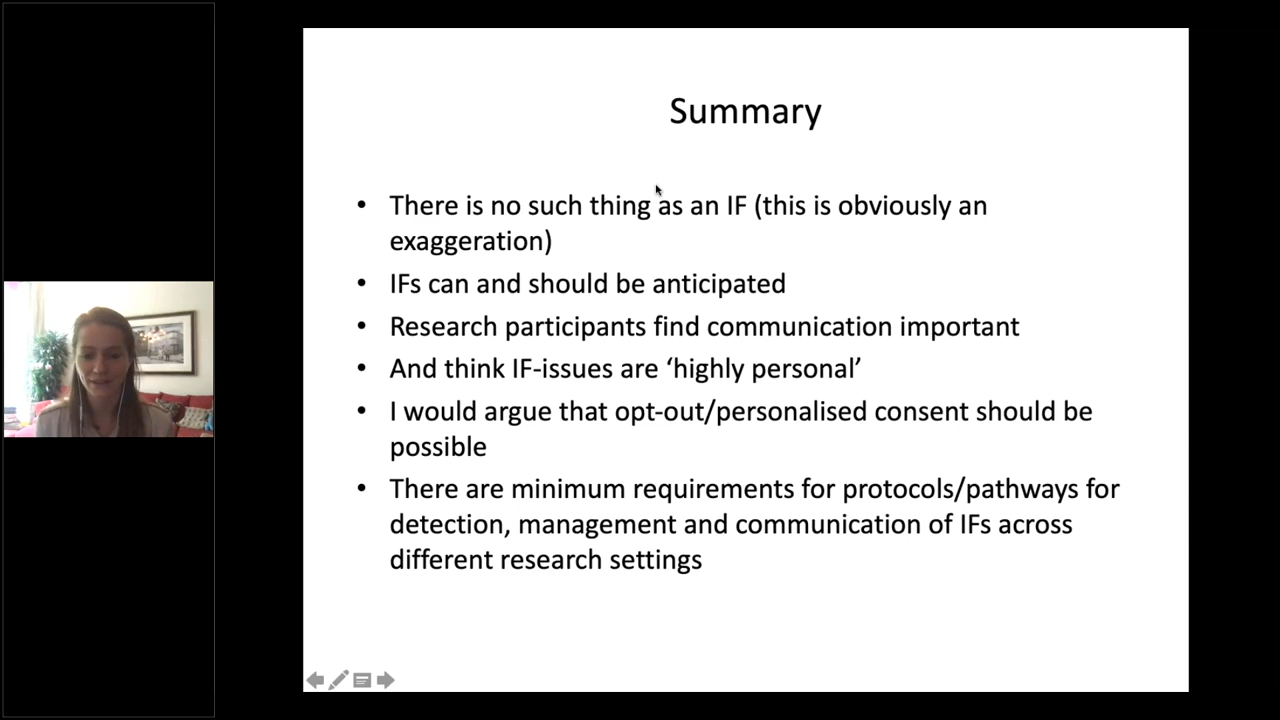 Summary
• There is no such thing as an IF (this is obviously an
exaggeration)
• IFs can and should be anticipated
• Research participants find communication important
• And think IF-issues are ‘highly personal’
• I would argue that opt-out/personalised consent should be
possible
• There are minimum requirements for protocols/pathways for
detection, management and communication of IFs across
different research settings